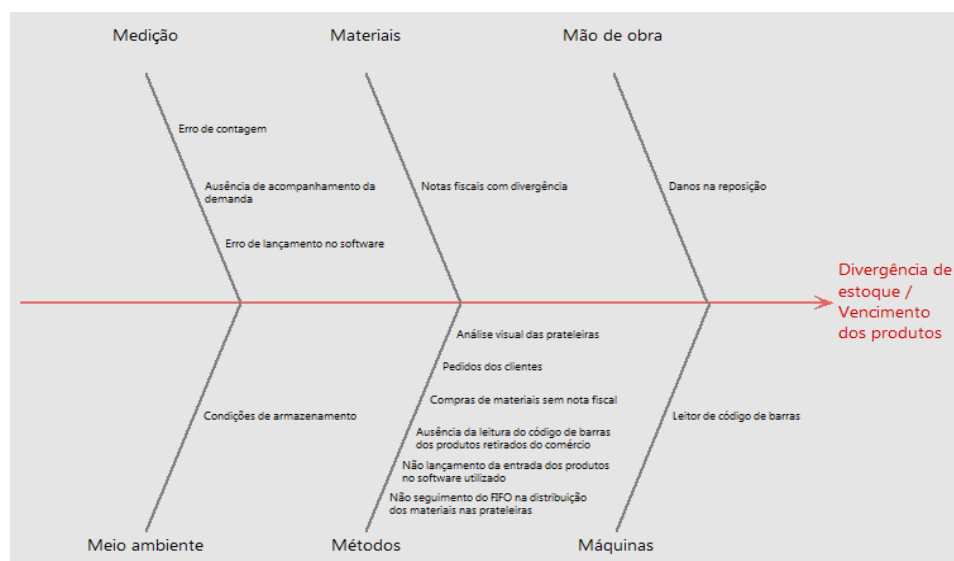 Medição
Materiais
Mão de obra
Erro de contagem
Ausência de acompanhamento da
demanda
Erro de lançamento no software
Notas fiscais com divergência
Danos na reposição
Divergência de
estoque /
Vencimento
dos produtos
Condições de armazenamento
Análise visual das prateleiras
Pedidos dos clientes
Compras de materiais sem nota fiscal
Ausência da leitura do código de barras
dos produtos retirados do comércio
Não lançamento da entrada dos produtos
no software utilizado
Não seguimento do FIFO na distribuição
dos materiais nas prateleiras
Leitor de código de barras
Meio ambiente
Métodos
Máquinas